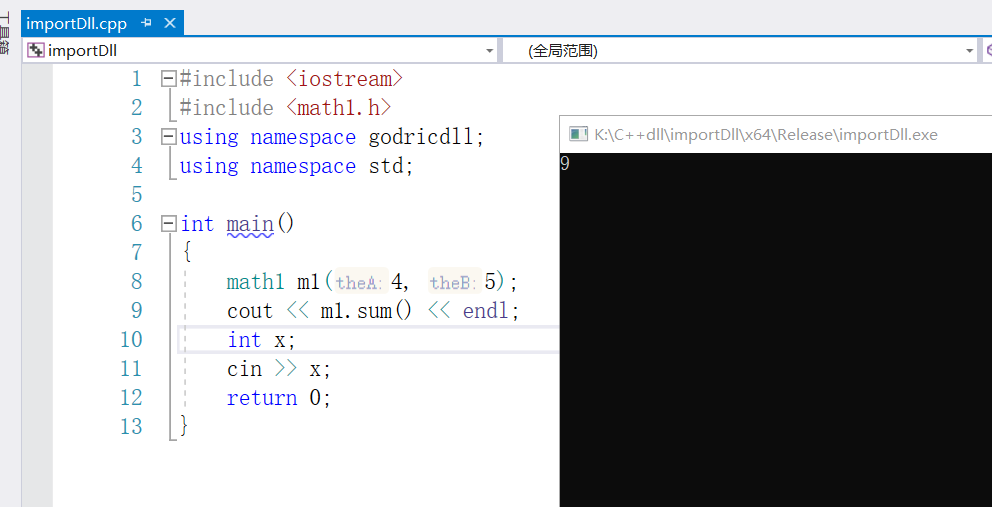 工具箱
importDll.cpp
importDll
(全局范围)
1 #include <iostream>
2 #include <math1.h>
3 using namespace godricdll;
4 using namespace std;
5
6 int main()
7 {
8 math1 m1(theA: 4, theB: 5);
9 cout << m1.sum() << endl;
10 int x;
11 cin >> x;
12 return 0;
13 }
K:\C++dll\importDll\x64\Release\importDll.exe
9